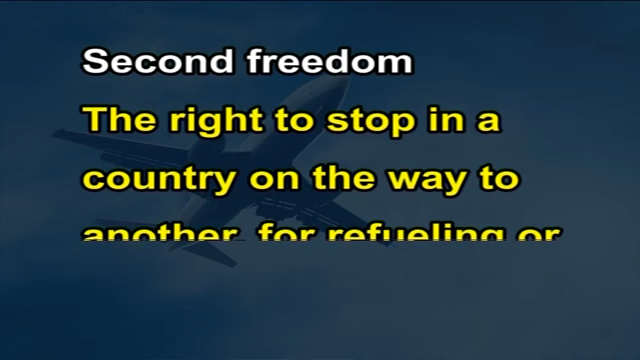 Second freedom
The right to stop in a
country on the way to
another, for refueling or